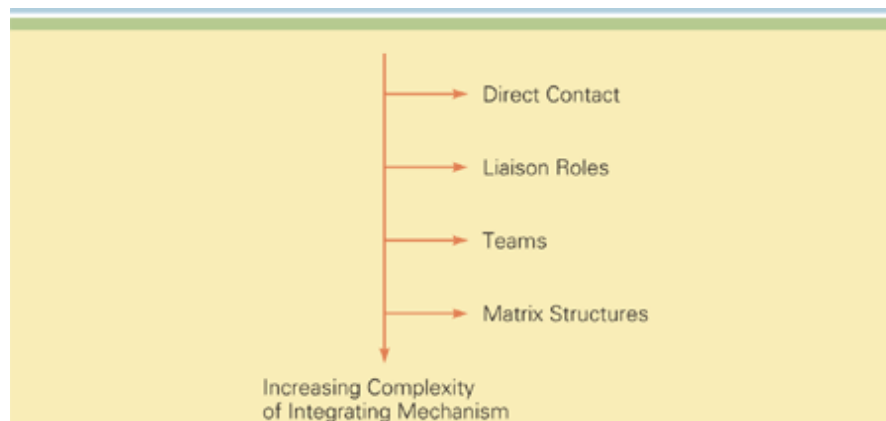 Direct Contact
Liaison Roles
Teams
Matrix Structures
Increasing Complexity
of Integrating Mechanism